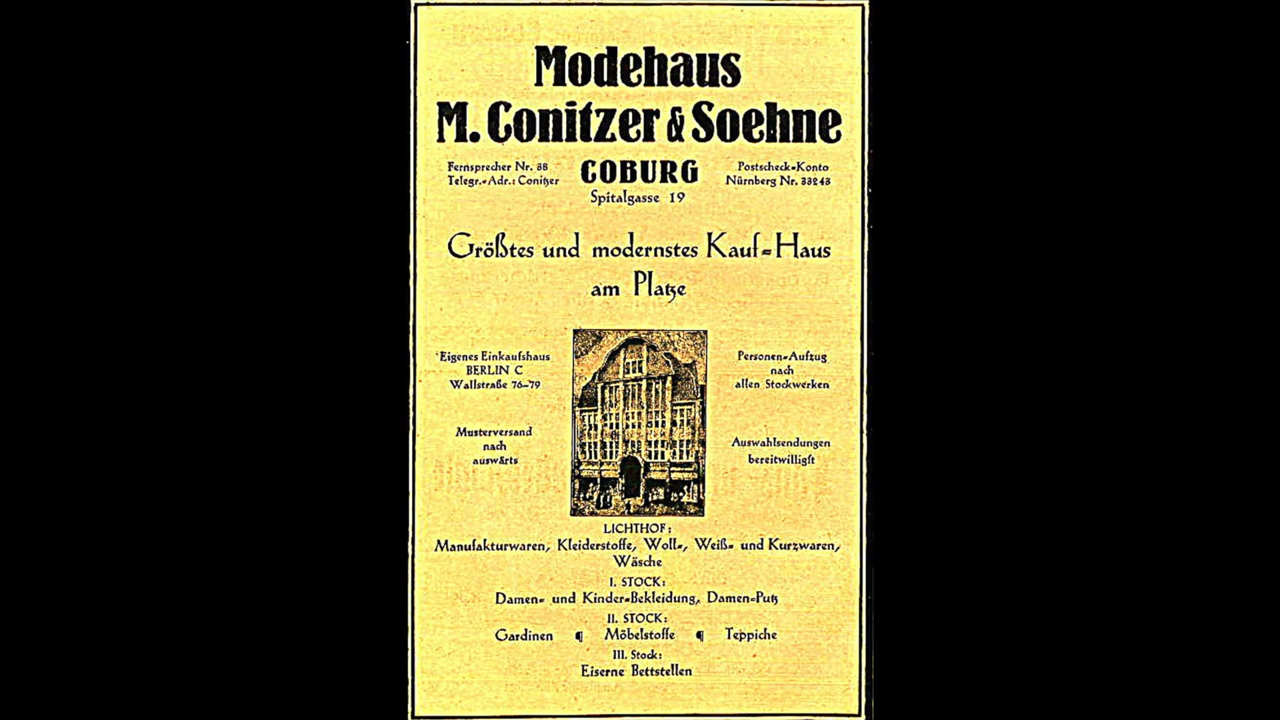 Modehaus
M. Conitzer & Soehne
Fernsprecher Nr. 38
Telegr.-Adr.: Conitzer
COBURG
Spitalgasse 19
Postscheck-Konto
Nürnberg Nr. 33243
Größtes und modernstes Kauf-Haus
am Platze
Eigenes Einkaufshaus
BERLIN C
Wallstraße 76–79
Personen-Aufzug
nach
allen Stockwerken
Musterversand
nach
auswärts
Auswahlsendungen
bereitwilligst
LICHTHOF:
Manufakturwaren, Kleiderstoffe, Woll-, Weiß- und Kurzwaren,
Wäsche
I. STOCK:
Damen- und Kinder-Bekleidung, Damen-Putz
II. STOCK:
Gardinen ¶ Möbelstoffe ¶ Teppiche
III. Stock:
Eiserne Bettstellen